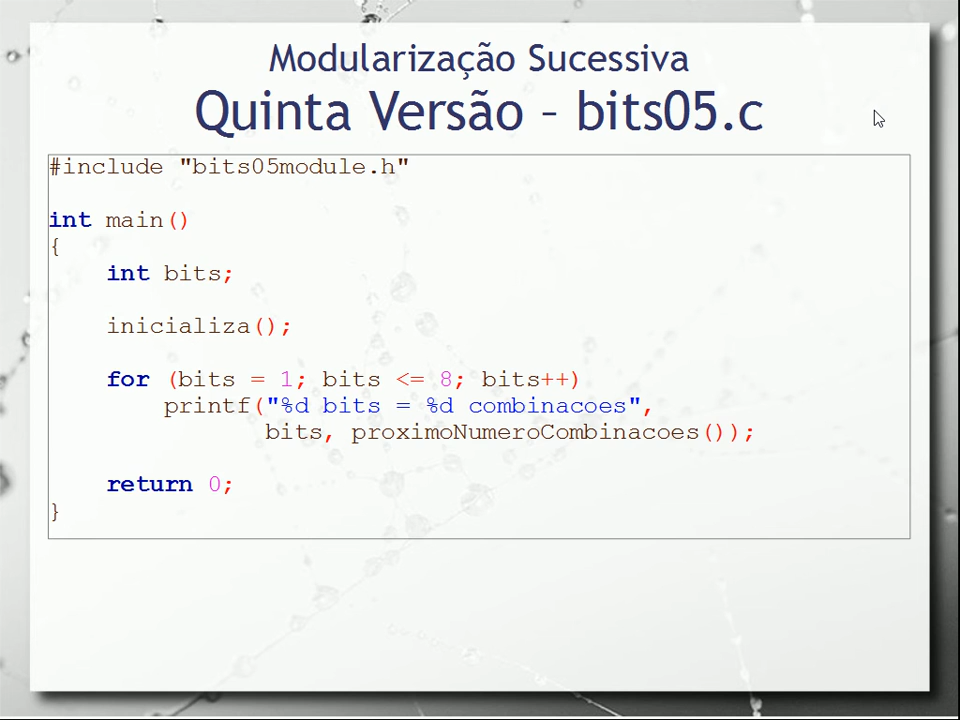 Modularização Sucessiva
Quinta Versão – bits05.c
#include "bits05module.h"
int main()
{
    int bits;
    inicializa();
    for (bits = 1; bits <= 8; bits++)
        printf("%d bits = %d combinacoes",
               bits, proximoNumeroCombinacoes());
    return 0;
}